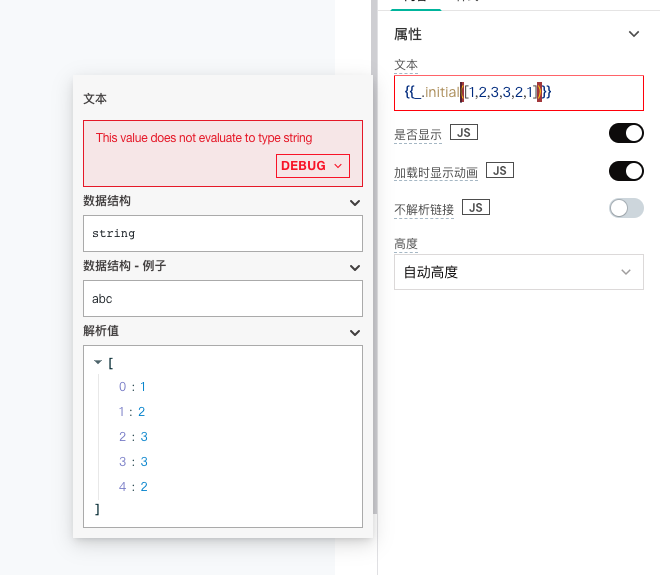 属性
文本
{{_.initial([1,2,3,3,2,1])}}
是否显示 JS
加载时显示动画 JS
不解析链接 JS
高度
自动高度
文本
This value does not evaluate to type string
DEBUG
数据结构
string
数据结构 - 例子
abc
解析值
[
0 : 1
1 : 2
2 : 3
3 : 3
4 : 2
]